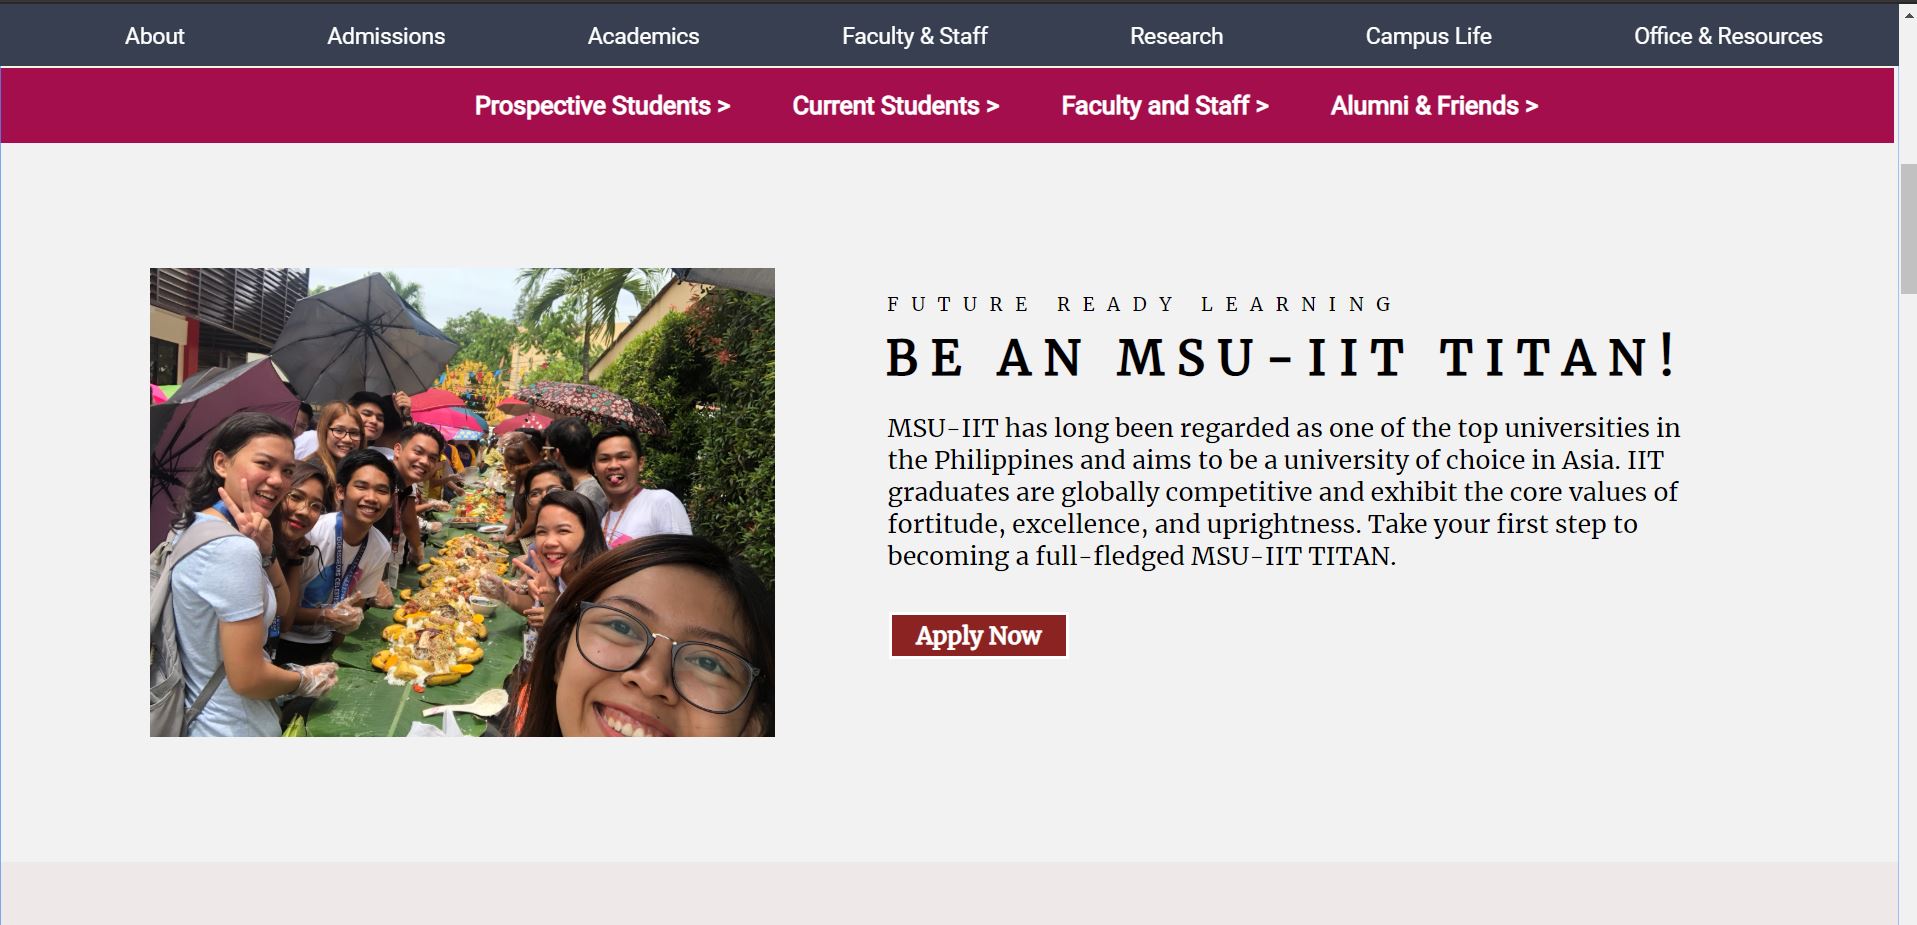 About Admissions Academics Faculty & Staff Research Campus Life Office & Resources
Prospective Students > Current Students > Faculty and Staff > Alumni & Friends >
FUTURE READY LEARNING
BE AN MSU-IIT TITAN!
MSU-IIT has long been regarded as one of the top universities in
the Philippines and aims to be a university of choice in Asia. IIT
graduates are globally competitive and exhibit the core values of
fortitude, excellence, and uprightness. Take your first step to
becoming a full-fledged MSU-IIT TITAN.
Apply Now